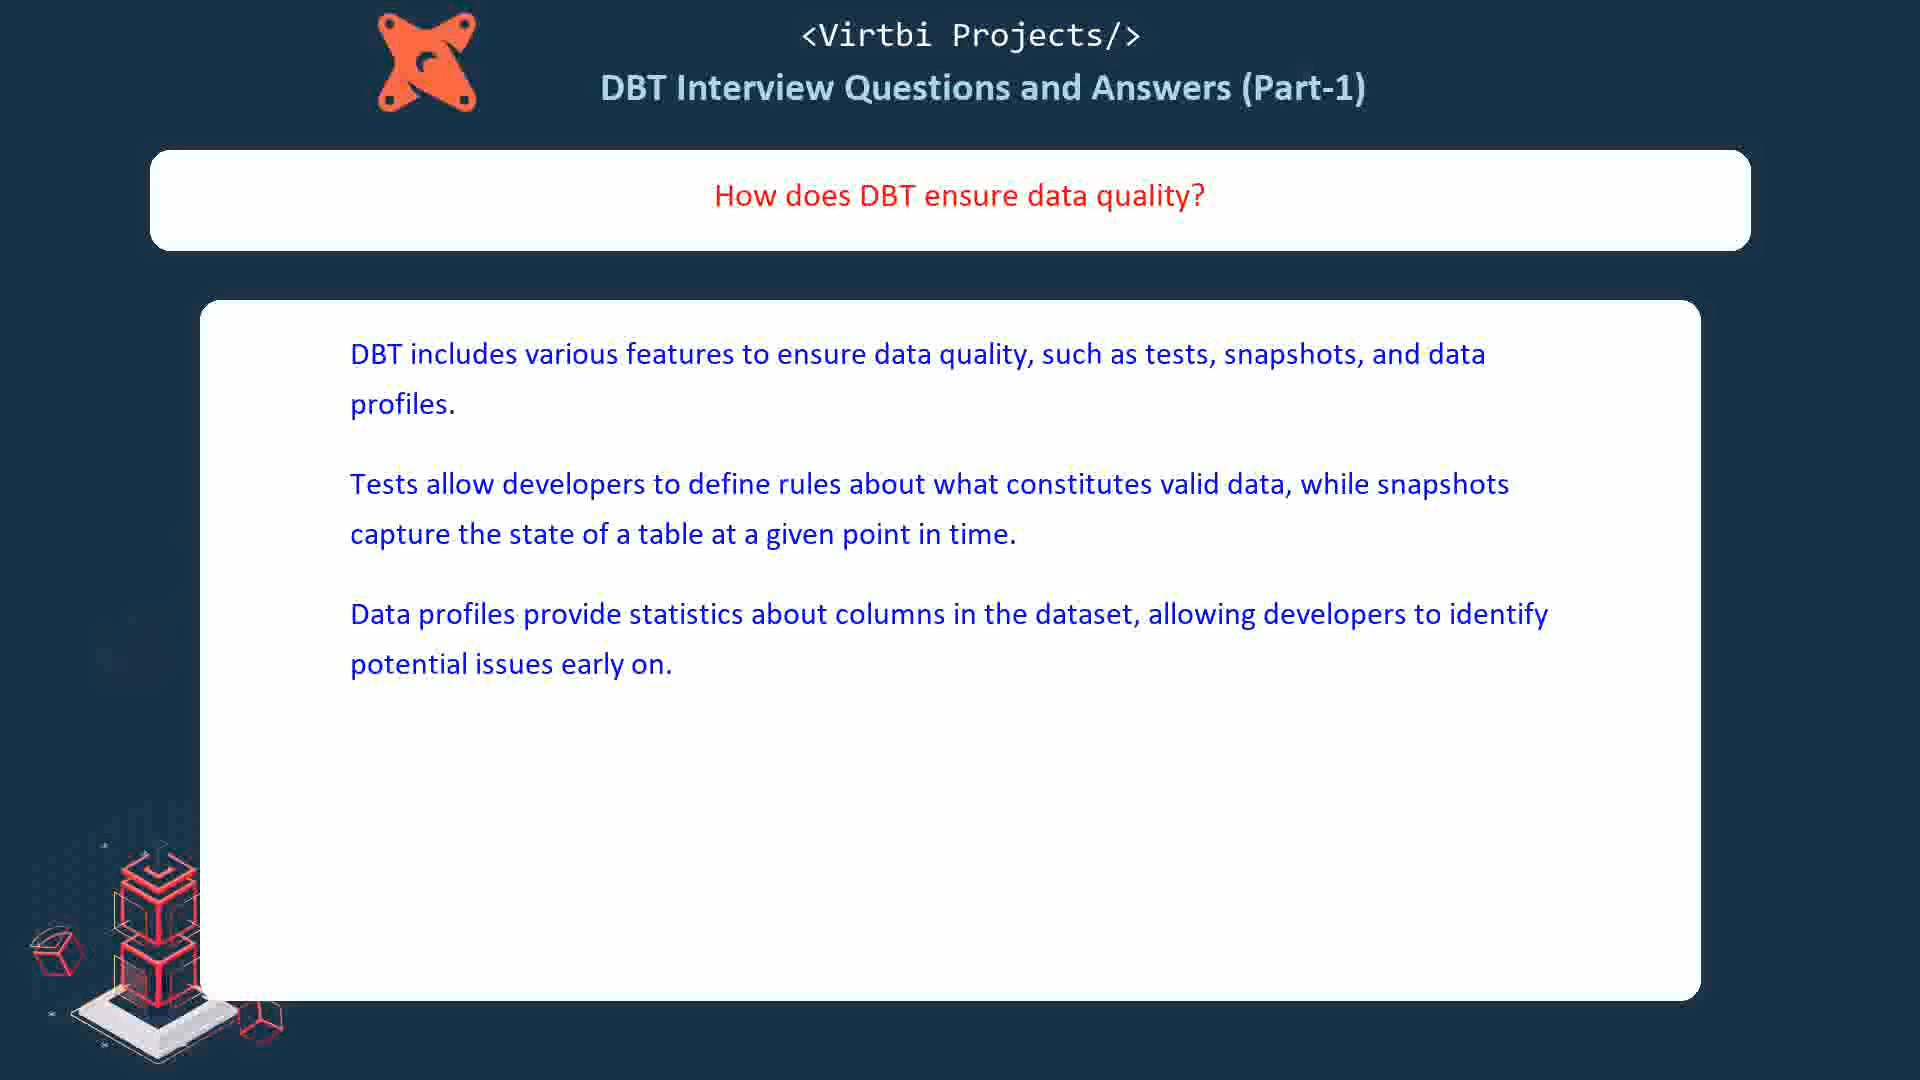 <Virtbi Projects/>
DBT Interview Questions and Answers (Part-1)
How does DBT ensure data quality?
DBT includes various features to ensure data quality, such as tests, snapshots, and data
profiles.
Tests allow developers to define rules about what constitutes valid data, while snapshots
capture the state of a table at a given point in time.
Data profiles provide statistics about columns in the dataset, allowing developers to identify
potential issues early on.